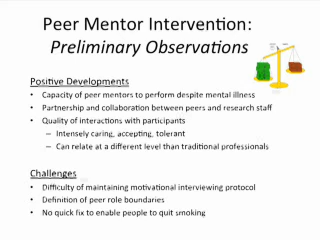 Peer Mentor Intervention:
Preliminary Observations
Positive Developments
• Capacity of peer mentors to perform despite mental illness
• Partnership and collaboration between peers and research staff
• Quality of interactions with participants
– Intensely caring, accepting, tolerant
– Can relate at a different level than traditional professionals
Challenges
• Difficulty of maintaining motivational interviewing protocol
• Definition of peer role boundaries
• No quick fix to enable people to quit smoking